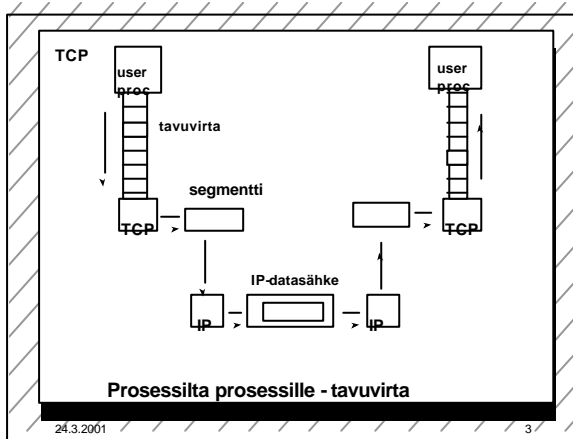 TCP
user
proc
user
proc
tavuvirta
segmentti
TCP
TCP
IP-datasähke
IP
IP
Prosessilta prosessille - tavuvirta
24.3.2001
3